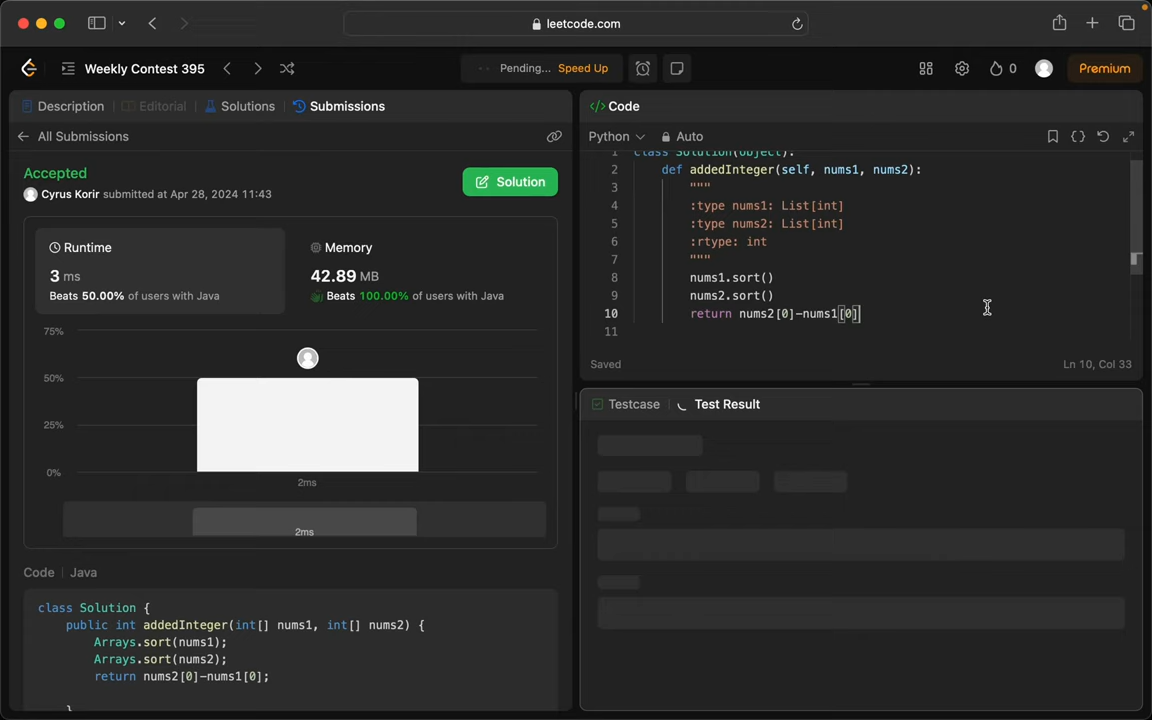 leetcode.com
Weekly Contest 395
Pending... Speed Up
0
Premium
Description
Editorial
Solutions
Submissions
All Submissions
Accepted
Cyrus Korir submitted at Apr 28, 2024 11:43
Solution
Runtime
3 ms
Beats 50.00% of users with Java
Memory
42.89 MB
Beats 100.00% of users with Java
75%
50%
25%
0%
2ms
2ms
Code | Java
class Solution {
public int addedInteger(int[] nums1, int[] nums2) {
Arrays.sort(nums1);
Arrays.sort(nums2);
return nums2[0]-nums1[0];
}
</> Code
Python
Auto
1 class Solution(object):
2 def addedInteger(self, nums1, nums2):
3 """
4 :type nums1: List[int]
5 :type nums2: List[int]
6 :rtype: int
7 """
8 nums1.sort()
9 nums2.sort()
10 return nums2[0]-nums1[0]
11
Saved
Ln 10, Col 33
Testcase
Test Result